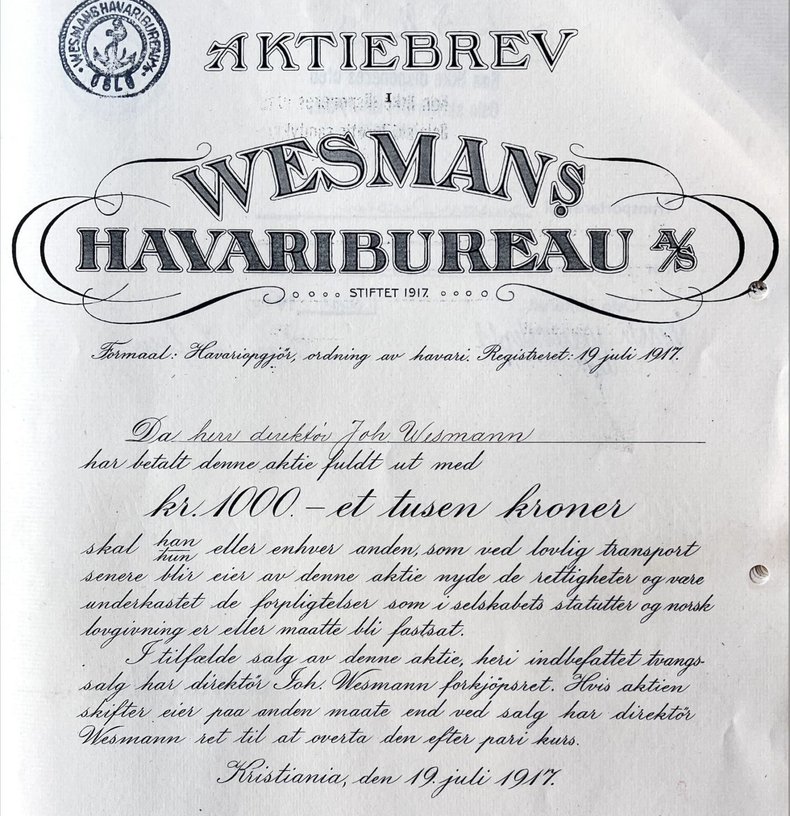 WESMANS HAVARIBUREAU A/S
OSLO
AKTIEBREV
I
WESMANS
HAVARIBUREAU A/S
STIFTET 1917.
Formaal: Havariopgjör, ordning av havari. Registreret: 19 juli 1917.
Da herr direktör Joh. Wesmann
har betalt denne aktie fuldt ut med
kr. 1000.- et tusen kroner
skal han/hun eller enhver anden, som ved lovlig transport
senere blir eier av denne aktie nyde de rettigheter og være
underkastet de forpligtelser som i selskabets statutter og norsk
lovgivning er eller maatte bli fastsat.
I tilfælde salg av denne aktie, heri indbefattet tvangs-
salg har direktör Joh. Wesmann forkjöpsret. Hvis aktien
skifter eier paa anden maate end ved salg har direktör
Wesmann ret til at overta den efter pari kurs.
Kristiania, den 19. juli 1917.